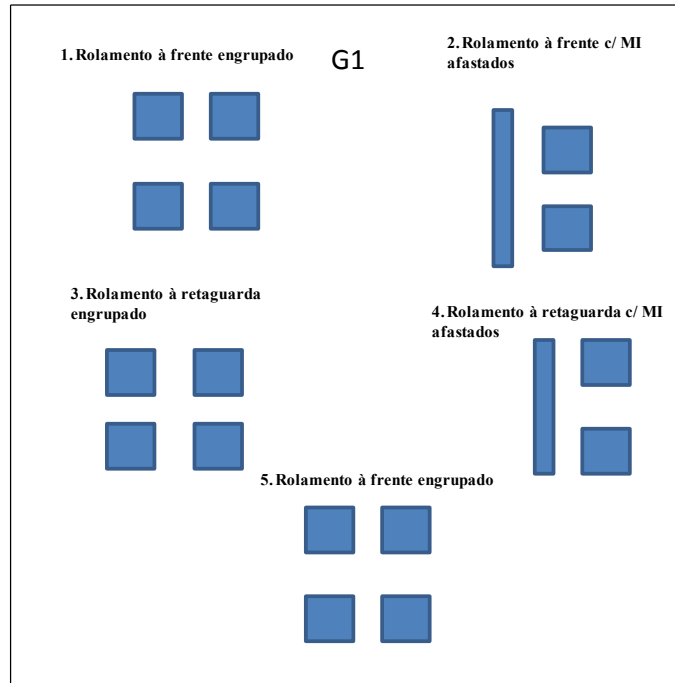 1. Rolamento à frente engrupado
G1
2. Rolamento à frente c/ MI
afastados
3. Rolamento à retaguarda
engrupado
4. Rolamento à retaguarda c/ MI
afastados
5. Rolamento à frente engrupado